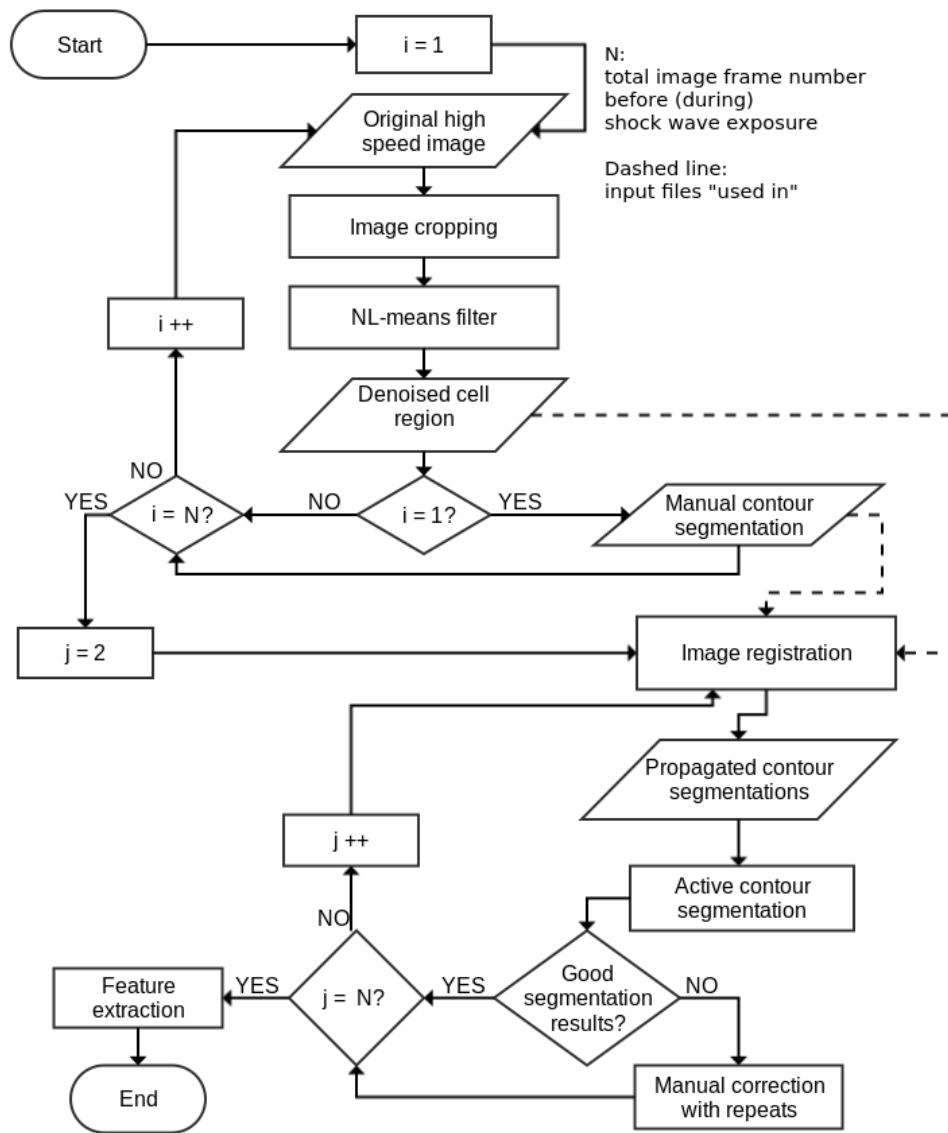 Start
i = 1
N:
total image frame number
before (during)
shock wave exposure
Dashed line:
input files "used in"
Original high
speed image
Image cropping
NL-means filter
i ++
Denoised cell
region
NO
YES
i = N?
NO
i = 1?
YES
Manual contour
segmentation
j = 2
Image registration
Propagated contour
segmentations
j ++
Active contour
segmentation
NO
Feature
extraction
YES
j = N?
YES
Good
segmentation
results?
NO
End
Manual correction
with repeats